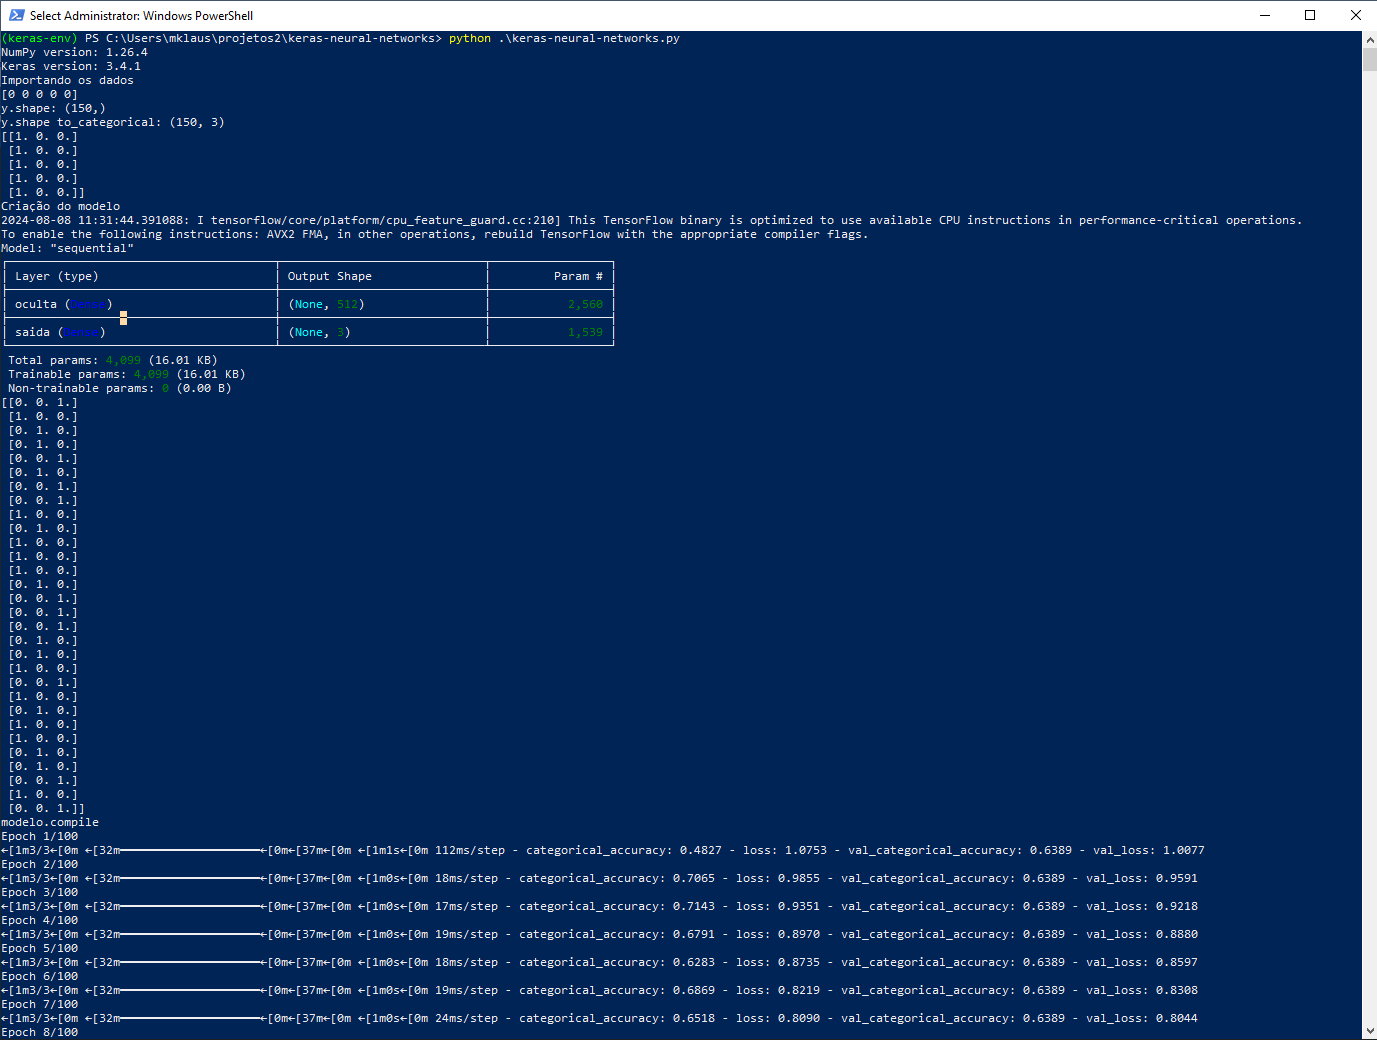 Select Administrator: Windows PowerShell
(keras-env) PS C:\Users\mklaus\projetos2\keras-neural-networks> python .\keras-neural-networks.py
NumPy version: 1.26.4
Keras version: 3.4.1
Importando os dados
[0 0 0 0 0]
y.shape: (150,)
y.shape to_categorical: (150, 3)
[[1. 0. 0.]
 [1. 0. 0.]
 [1. 0. 0.]
 [1. 0. 0.]
 [1. 0. 0.]]
Criação do modelo
2024-08-08 11:31:44.391088: I tensorflow/core/platform/cpu_feature_guard.cc:210] This TensorFlow binary is optimized to use available CPU instructions in performance-critical operations.
To enable the following instructions: AVX2 FMA, in other operations, rebuild TensorFlow with the appropriate compiler flags.
Model: "sequential"
Layer (type) Output Shape Param #
oculta (Dense) (None, 512) 2,560
saida (Dense) (None, 3) 1,539
Total params: 4,099 (16.01 KB)
Trainable params: 4,099 (16.01 KB)
Non-trainable params: 0 (0.00 B)
[[0. 0. 1.]
 [1. 0. 0.]
 [0. 1. 0.]
 [0. 1. 0.]
 [0. 0. 1.]
 [0. 1. 0.]
 [0. 0. 1.]
 [0. 0. 1.]
 [1. 0. 0.]
 [0. 1. 0.]
 [1. 0. 0.]
 [1. 0. 0.]
 [1. 0. 0.]
 [0. 1. 0.]
 [0. 0. 1.]
 [0. 0. 1.]
 [0. 0. 1.]
 [0. 1. 0.]
 [0. 1. 0.]
 [1. 0. 0.]
 [0. 0. 1.]
 [1. 0. 0.]
 [0. 1. 0.]
 [1. 0. 0.]
 [1. 0. 0.]
 [0. 1. 0.]
 [0. 1. 0.]
 [0. 0. 1.]
 [1. 0. 0.]
 [0. 0. 1.]]
modelo.compile
Epoch 1/100
←[1m3/3←[0m ←[32m━━━━━━━━━━━━━━━━━━━━←[0m←[37m←[0m ←[1m1s←[0m 112ms/step - categorical_accuracy: 0.4827 - loss: 1.0753 - val_categorical_accuracy: 0.6389 - val_loss: 1.0077
Epoch 2/100
←[1m3/3←[0m ←[32m━━━━━━━━━━━━━━━━━━━━←[0m←[37m←[0m ←[1m0s←[0m 18ms/step - categorical_accuracy: 0.7065 - loss: 0.9855 - val_categorical_accuracy: 0.6389 - val_loss: 0.9591
Epoch 3/100
←[1m3/3←[0m ←[32m━━━━━━━━━━━━━━━━━━━━←[0m←[37m←[0m ←[1m0s←[0m 17ms/step - categorical_accuracy: 0.7143 - loss: 0.9351 - val_categorical_accuracy: 0.6389 - val_loss: 0.9218
Epoch 4/100
←[1m3/3←[0m ←[32m━━━━━━━━━━━━━━━━━━━━←[0m←[37m←[0m ←[1m0s←[0m 19ms/step - categorical_accuracy: 0.6791 - loss: 0.8970 - val_categorical_accuracy: 0.6389 - val_loss: 0.8880
Epoch 5/100
←[1m3/3←[0m ←[32m━━━━━━━━━━━━━━━━━━━━←[0m←[37m←[0m ←[1m0s←[0m 18ms/step - categorical_accuracy: 0.6283 - loss: 0.8735 - val_categorical_accuracy: 0.6389 - val_loss: 0.8597
Epoch 6/100
←[1m3/3←[0m ←[32m━━━━━━━━━━━━━━━━━━━━←[0m←[37m←[0m ←[1m0s←[0m 19ms/step - categorical_accuracy: 0.6869 - loss: 0.8219 - val_categorical_accuracy: 0.6389 - val_loss: 0.8308
Epoch 7/100
←[1m3/3←[0m ←[32m━━━━━━━━━━━━━━━━━━━━←[0m←[37m←[0m ←[1m0s←[0m 24ms/step - categorical_accuracy: 0.6518 - loss: 0.8090 - val_categorical_accuracy: 0.6389 - val_loss: 0.8044
Epoch 8/100